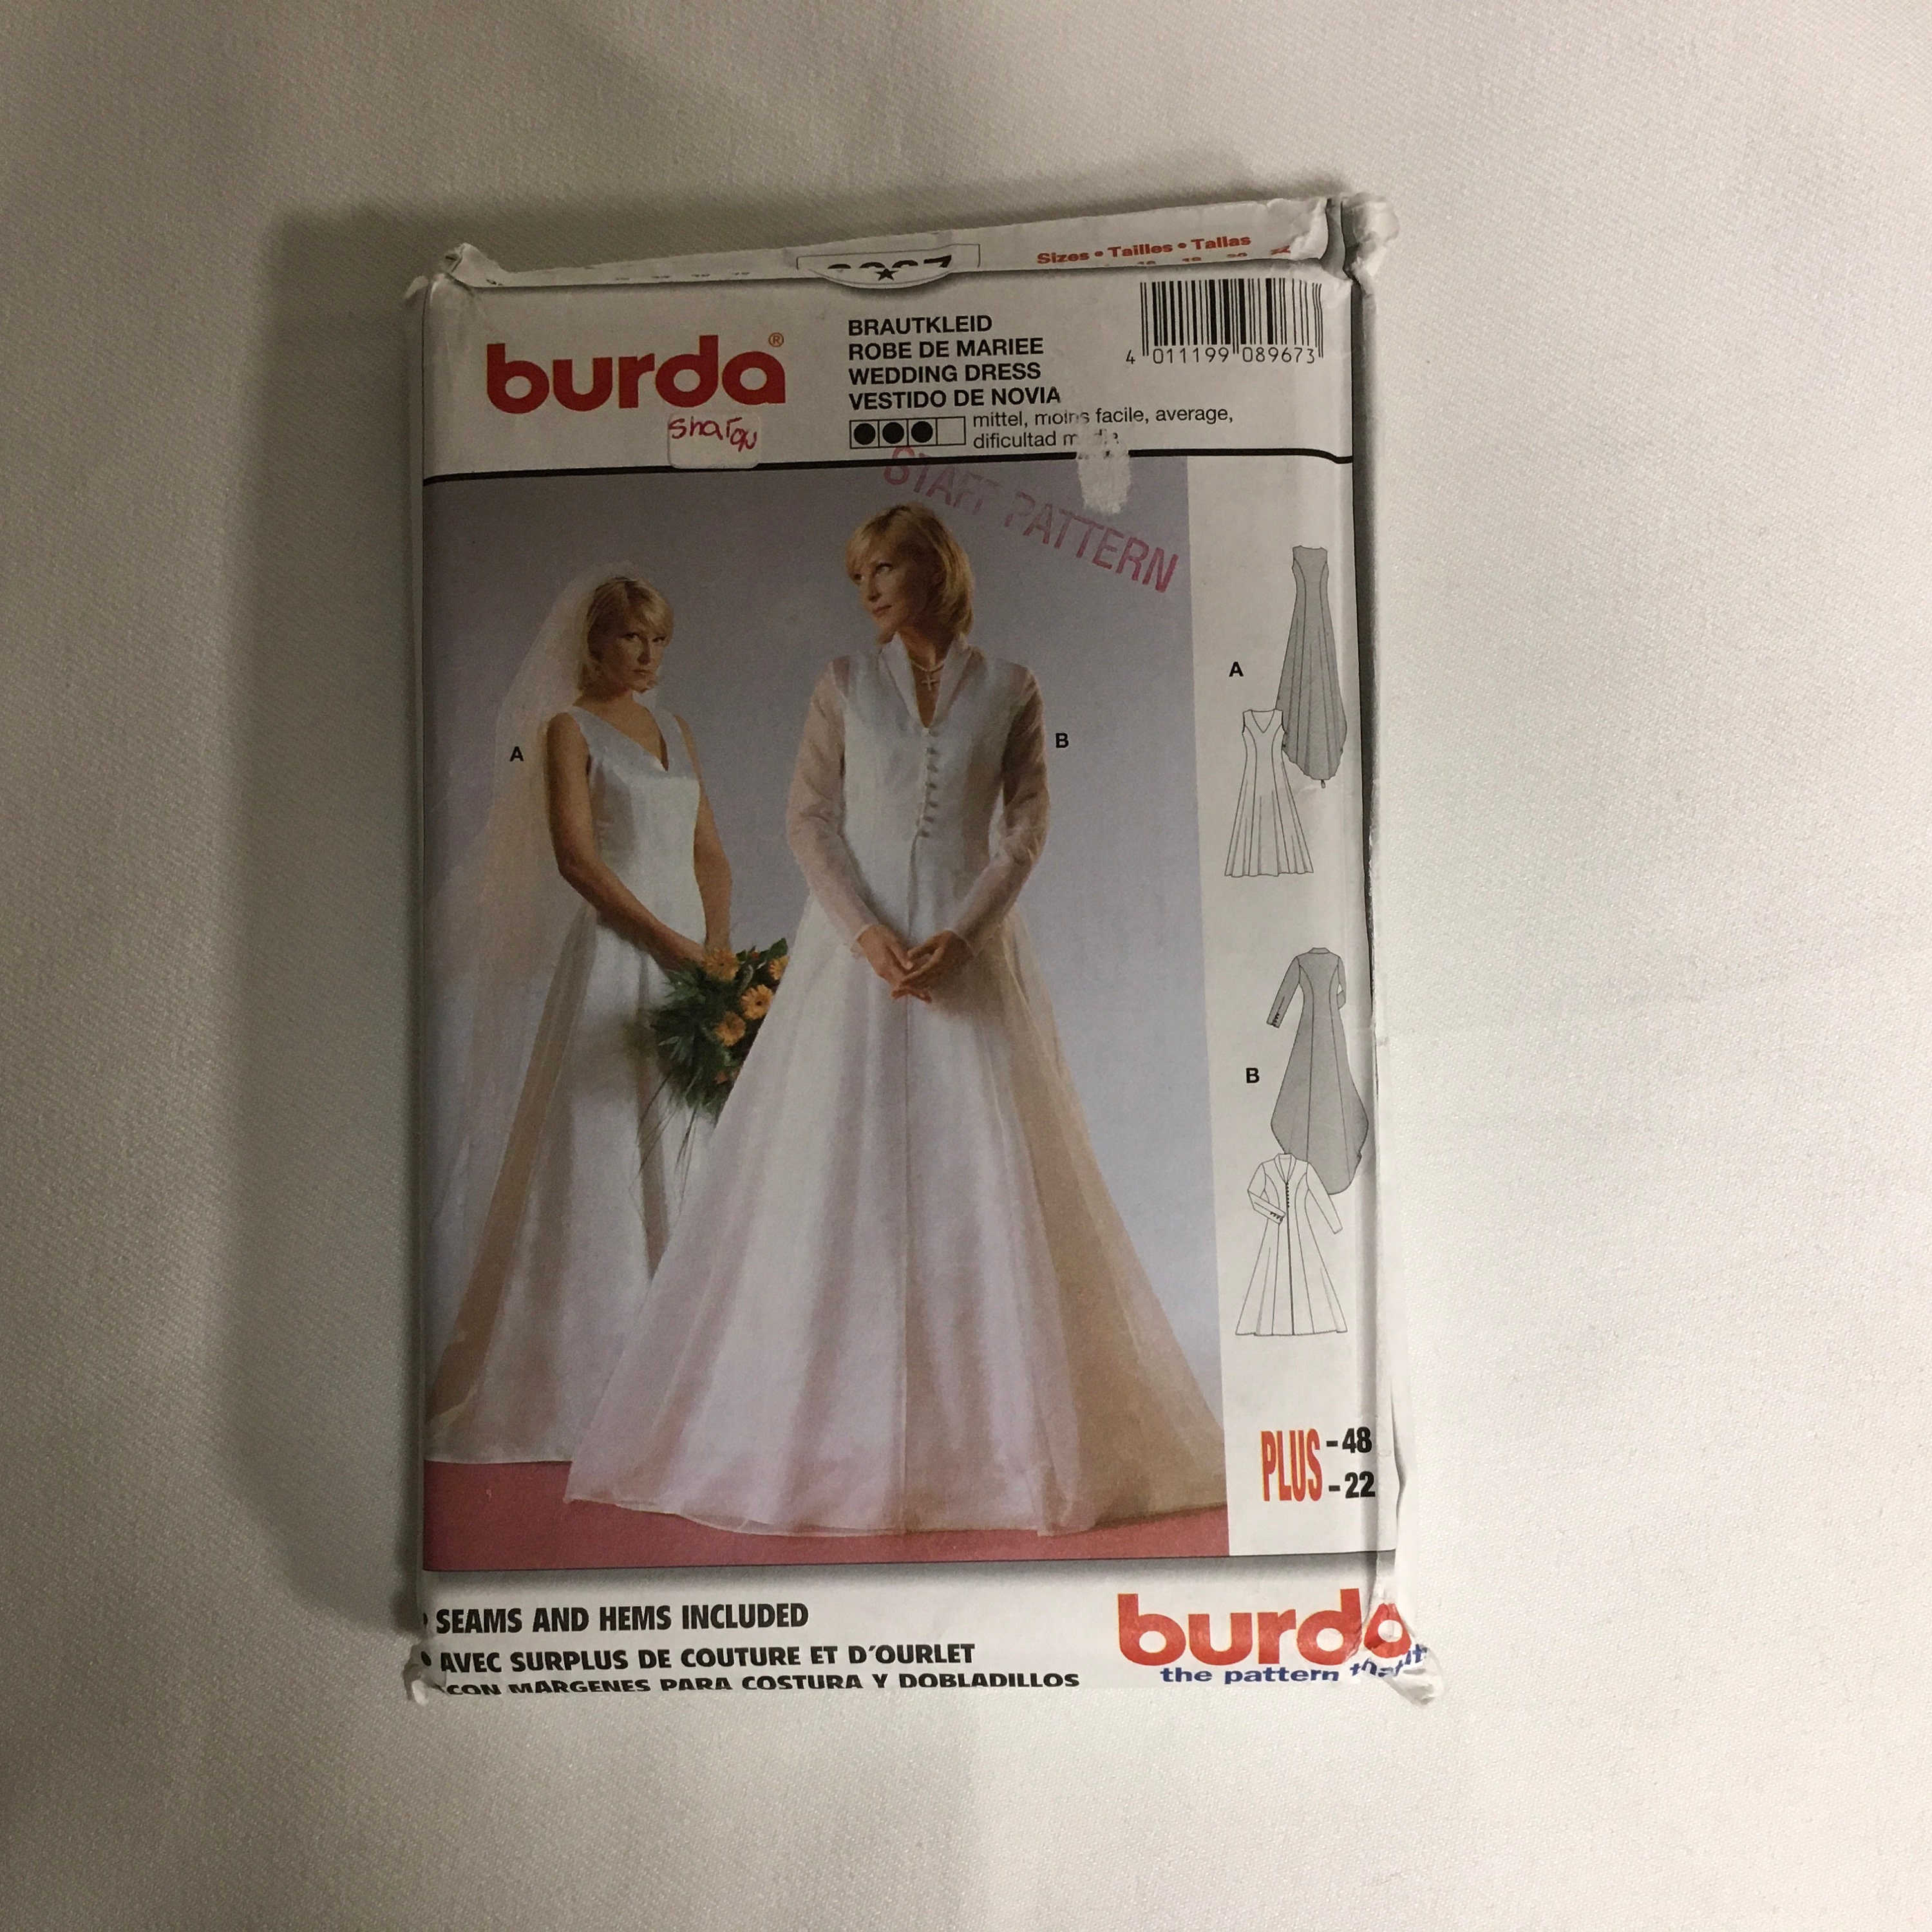 Sizes • Tailles • Tallas
burda®
BRAUTKLEID
ROBE DE MARIEE
WEDDING DRESS
VESTIDO DE NOVIA
mittel, moins facile, average,
dificultad
4 011199 089673
Sharon
STAFF PATTERN
A
B
A
B
PLUS - 48
- 22
• SEAMS AND HEMS INCLUDED
• AVEC SURPLUS DE COUTURE ET D'OURLET
CON MARGENES PARA COSTURA Y DOBLADILLOS
burda
the pattern